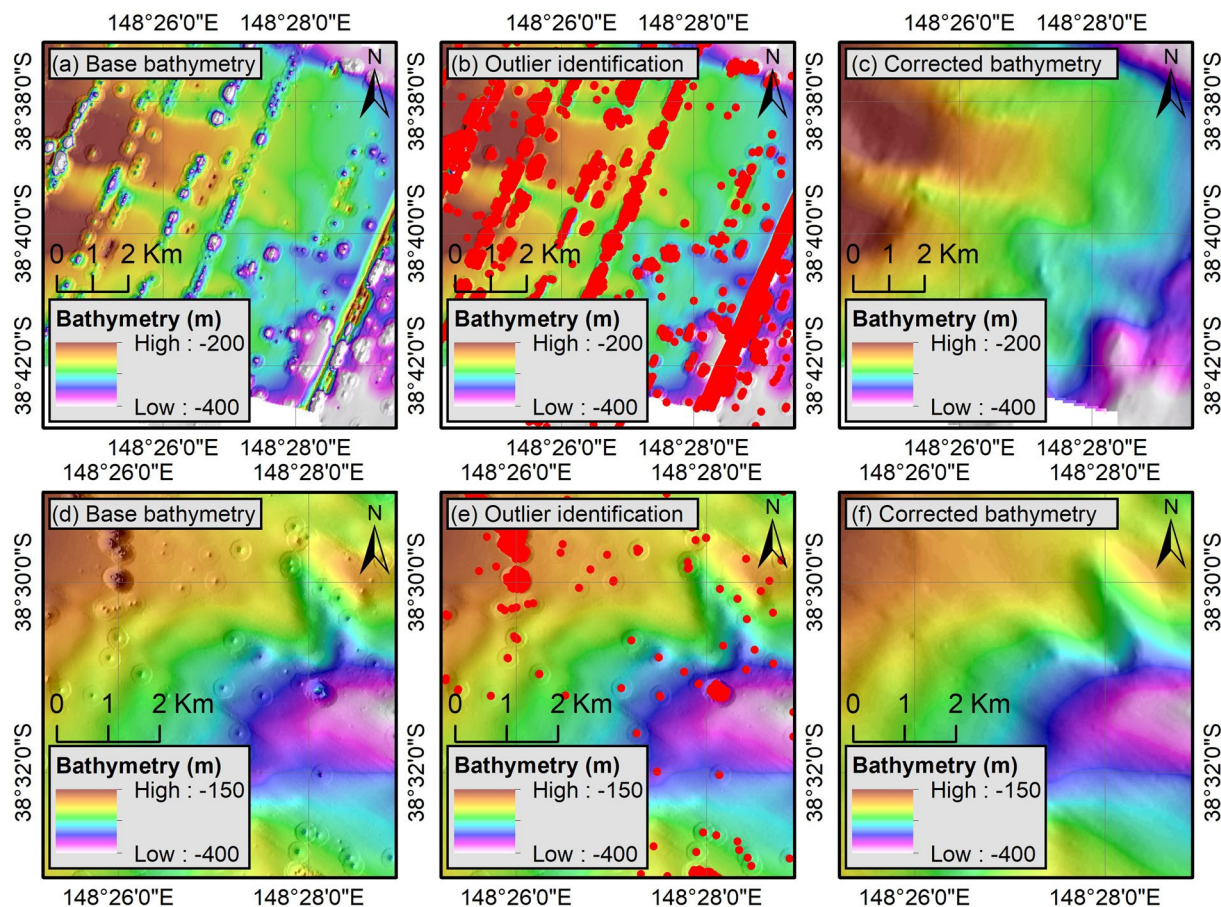 148°26'0"E 148°28'0"E 148°26'0"E 148°28'0"E 148°26'0"E 148°28'0"E
(a) Base bathymetry N
(b) Outlier identification N
(c) Corrected bathymetry N
38°38'0"S 38°38'0"S 38°38'0"S 38°38'0"S
38°40'0"S 38°40'0"S 38°40'0"S 38°40'0"S
0 1 2 Km 0 1 2 Km 0 1 2 Km
38°42'0"S 38°42'0"S 38°42'0"S 38°42'0"S
Bathymetry (m) Bathymetry (m) Bathymetry (m)
High : -200 High : -200 High : -200
Low : -400 Low : -400 Low : -400
148°26'0"E 148°28'0"E 148°26'0"E 148°28'0"E 148°26'0"E 148°28'0"E
148°26'0"E 148°28'0"E 148°26'0"E 148°28'0"E 148°26'0"E 148°28'0"E
(d) Base bathymetry N
(e) Outlier identification N
(f) Corrected bathymetry N
38°30'0"S 38°30'0"S 38°30'0"S 38°30'0"S
0 1 2 Km 0 1 2 Km 0 1 2 Km
38°32'0"S 38°32'0"S 38°32'0"S 38°32'0"S
Bathymetry (m) Bathymetry (m) Bathymetry (m)
High : -150 High : -150 High : -150
Low : -400 Low : -400 Low : -400
148°26'0"E 148°28'0"E 148°26'0"E 148°28'0"E 148°26'0"E 148°28'0"E